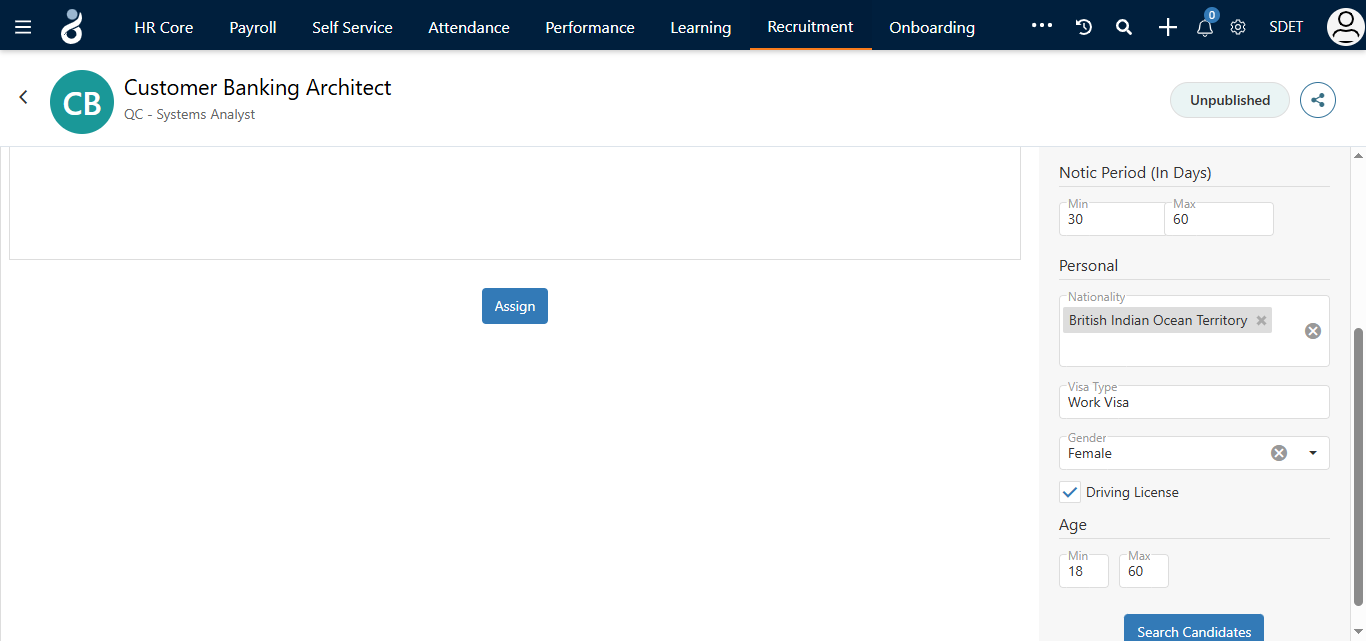 HR Core Payroll Self Service Attendance Performance Learning Recruitment Onboarding ••• 0 SDET
CB
Customer Banking Architect
QC - Systems Analyst
Unpublished
Assign
Notic Period (In Days)
Min Max
30 60
Personal
Nationality
British Indian Ocean Territory
Visa Type
Work Visa
Gender
Female
Driving License
Age
Min Max
18 60
Search Candidates